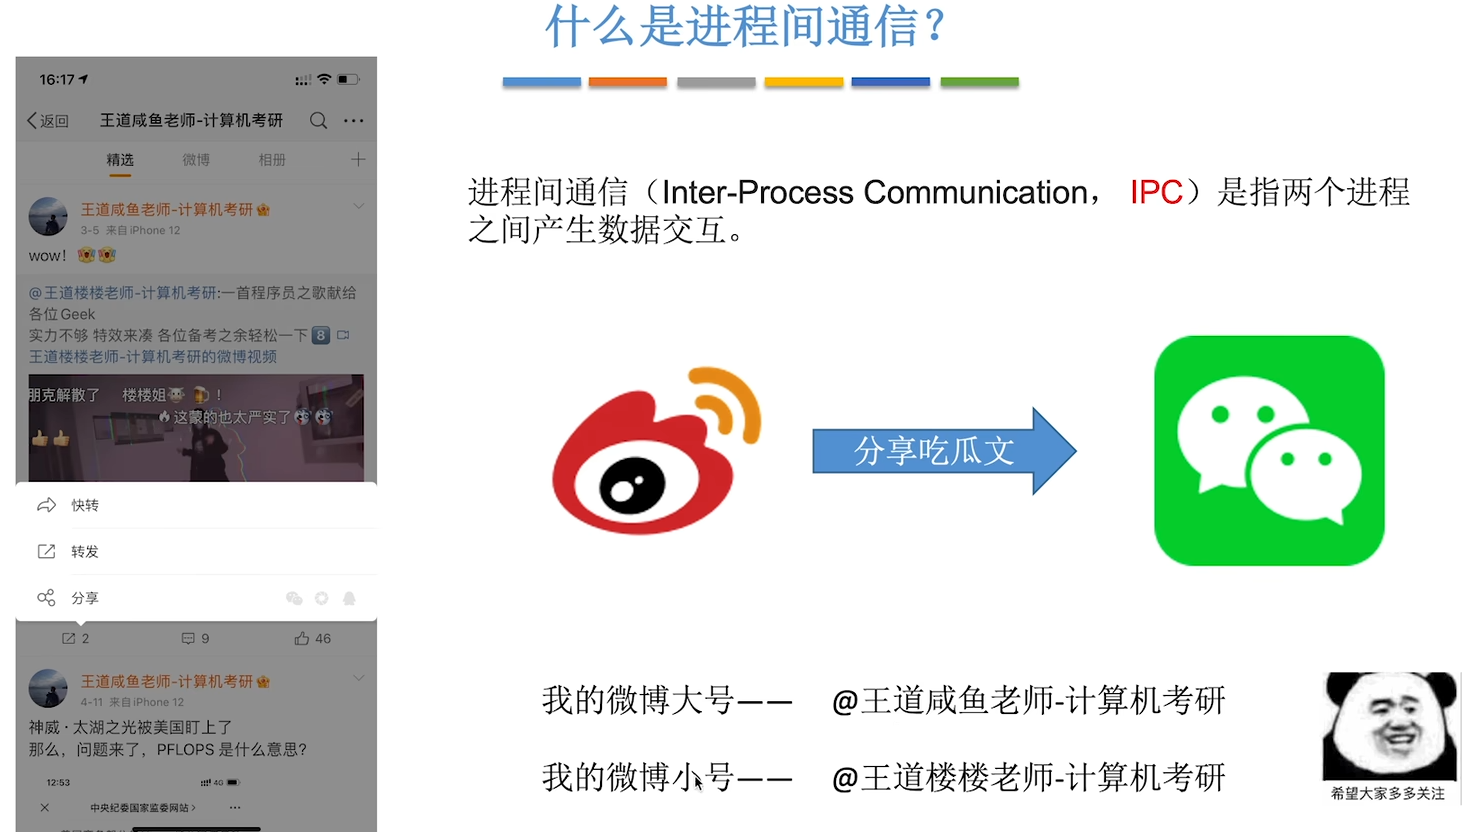 什么是进程间通信？
16:17
返回
王道咸鱼老师-计算机考研
精选 微博 相册
王道咸鱼老师-计算机考研
3-5 来自iPhone 12
wow!
@王道楼楼老师-计算机考研:一首程序员之歌献给
各位Geek
实力不够 特效来凑 各位备考之余轻松一下 8
王道楼楼老师-计算机考研的微博视频
朋克解散了 楼楼姐 !
这蒙的也太严实了
快转
转发
分享
2 9 46
王道咸鱼老师-计算机考研
4-11 来自iPhone 12
神威·太湖之光被美国盯上了
那么，问题来了，PFLOPS 是什么意思？
12:53 4G
中央纪委国家监委网站
进程间通信（Inter-Process Communication， IPC）是指两个进程
之间产生数据交互。
分享吃瓜文
我的微博大号—— @王道咸鱼老师-计算机考研
我的微博小号—— @王道楼楼老师-计算机考研
希望大家多多关注